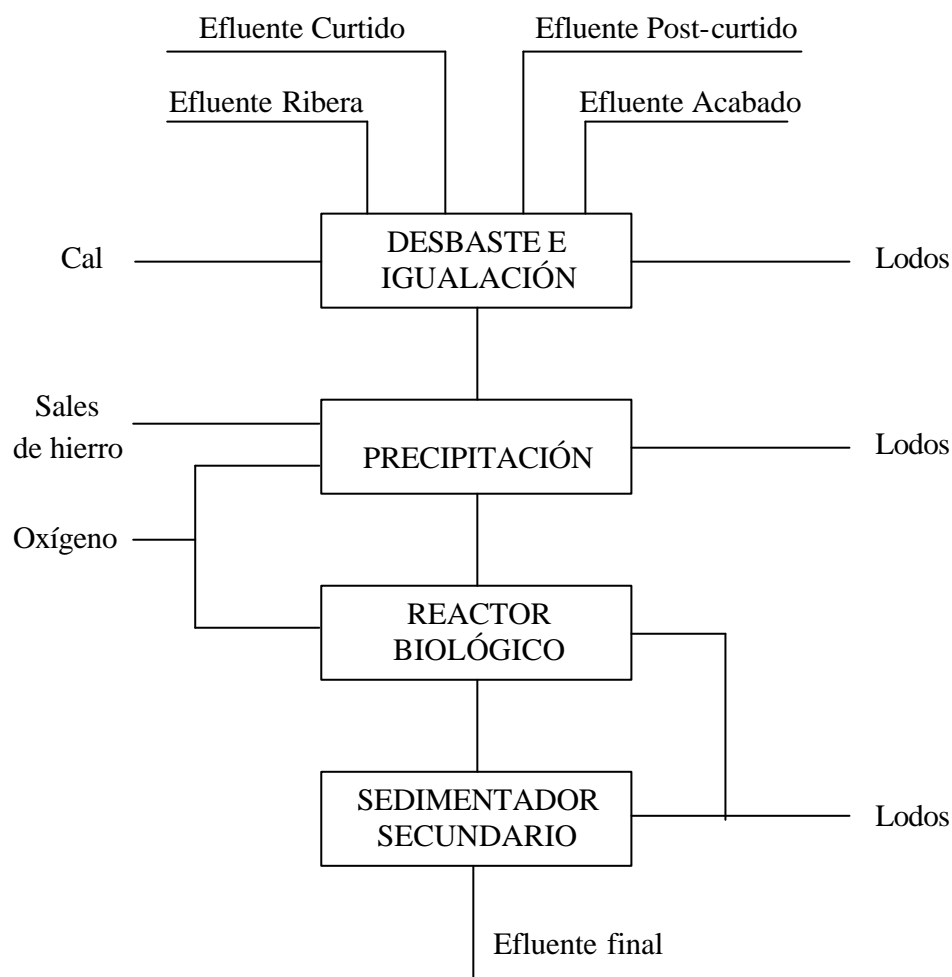 Efluente Curtido
Efluente Post-curtido
Efluente Ribera
Efluente Acabado
DESBASTE E
IGUALACIÓN
Cal
Lodos
Sales
de hierro
PRECIPITACIÓN
Lodos
Oxígeno
REACTOR
BIOLÓGICO
SEDIMENTADOR
SECUNDARIO
Lodos
Efluente final